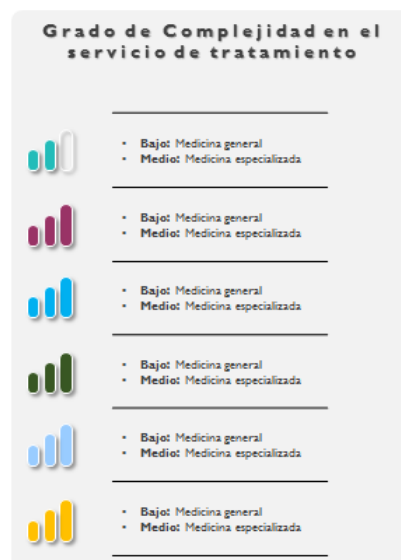 Grado de Complejidad en el
servicio de tratamiento
• Bajo: Medicina general
• Medio: Medicina especializada
• Bajo: Medicina general
• Medio: Medicina especializada
• Bajo: Medicina general
• Medio: Medicina especializada
• Bajo: Medicina general
• Medio: Medicina especializada
• Bajo: Medicina general
• Medio: Medicina especializada
• Bajo: Medicina general
• Medio: Medicina especializada